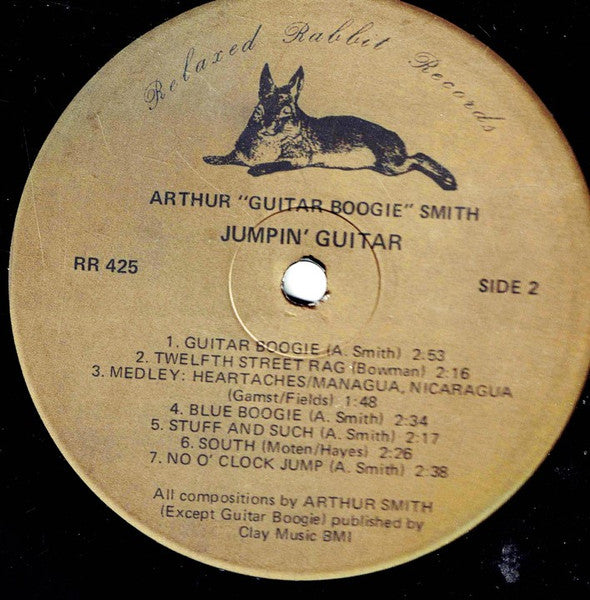 Relaxed Rabbit Records
ARTHUR "GUITAR BOOGIE" SMITH
JUMPIN' GUITAR
RR 425
SIDE 2
1. GUITAR BOOGIE (A. Smith) 2:53
2. TWELFTH STREET RAG (Bowman) 2:16
3. MEDLEY: HEARTACHES/MANAGUA, NICARAGUA
(Gamst/Fields) 1:48
4. BLUE BOOGIE (A. Smith) 2:34
5. STUFF AND SUCH (A. Smith) 2:17
6. SOUTH (Moten/Hayes) 2:26
7. NO O' CLOCK JUMP (A. Smith) 2:38
All compositions by ARTHUR SMITH
(Except Guitar Boogie) published by
Clay Music BMI